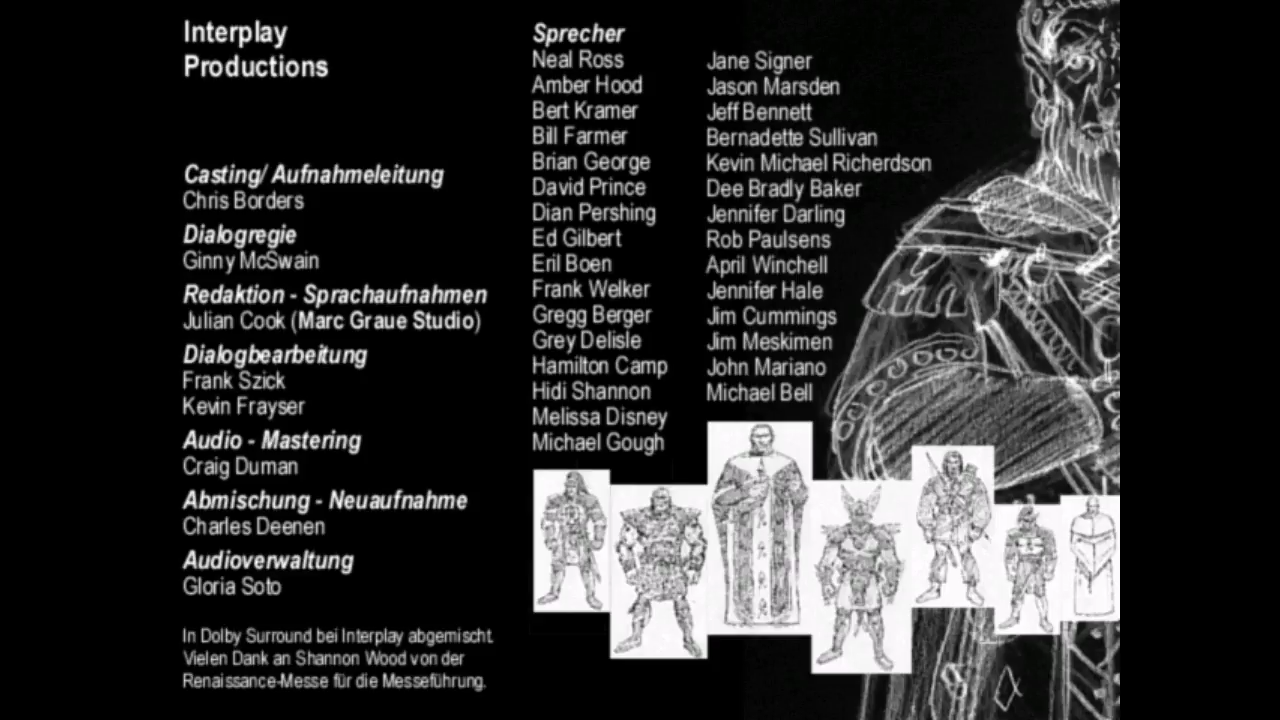 Interplay
Productions
Casting/ Aufnahmeleitung
Chris Borders
Dialogregie
Ginny McSwain
Redaktion - Sprachaufnahmen
Julian Cook (Marc Graue Studio)
Dialogbearbeitung
Frank Szick
Kevin Frayser
Audio - Mastering
Craig Duman
Abmischung - Neuaufnahme
Charles Deenen
Audioverwaltung
Gloria Soto
In Dolby Surround bei Interplay abgemischt.
Vielen Dank an Shannon Wood von der
Renaissance-Messe für die Messeführung.
Sprecher
Neal Ross
Amber Hood
Bert Kramer
Bill Farmer
Brian George
David Prince
Dian Pershing
Ed Gilbert
Eril Boen
Frank Welker
Gregg Berger
Grey Delisle
Hamilton Camp
Hidi Shannon
Melissa Disney
Michael Gough
Jane Signer
Jason Marsden
Jeff Bennett
Bernadette Sullivan
Kevin Michael Richerdson
Dee Bradly Baker
Jennifer Darling
Rob Paulsens
April Winchell
Jennifer Hale
Jim Cummings
Jim Meskimen
John Mariano
Michael Bell